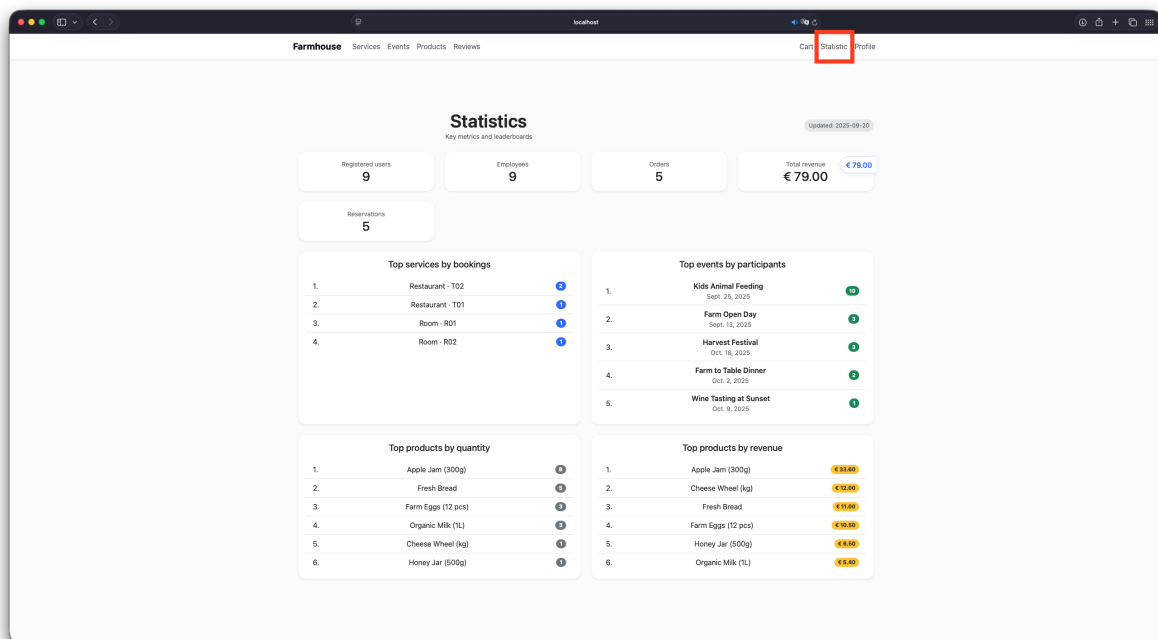 localhost
Farmhouse Services Events Products Reviews Cart Statistic Profile
Statistics
Key metrics and leaderboards
Updated: 2025-09-20
Registered users
9
Employees
9
Orders
5
Total revenue
€ 79.00
€ 79.00
Reservations
5
Top services by bookings
1. Restaurant · T02 2
2. Restaurant · T01 1
3. Room · R01 1
4. Room · R02 1
Top events by participants
1. Kids Animal Feeding 10
Sept. 25, 2025
2. Farm Open Day 3
Sept. 13, 2025
3. Harvest Festival 3
Oct. 18, 2025
4. Farm to Table Dinner 2
Oct. 2, 2025
5. Wine Tasting at Sunset 1
Oct. 9, 2025
Top products by quantity
1. Apple Jam (300g) 8
2. Fresh Bread 5
3. Farm Eggs (12 pcs) 3
4. Organic Milk (1L) 3
5. Cheese Wheel (kg) 1
6. Honey Jar (500g) 1
Top products by revenue
1. Apple Jam (300g) € 33.60
2. Cheese Wheel (kg) € 12.00
3. Fresh Bread € 11.00
4. Farm Eggs (12 pcs) € 10.50
5. Honey Jar (500g) € 6.50
6. Organic Milk (1L) € 5.40